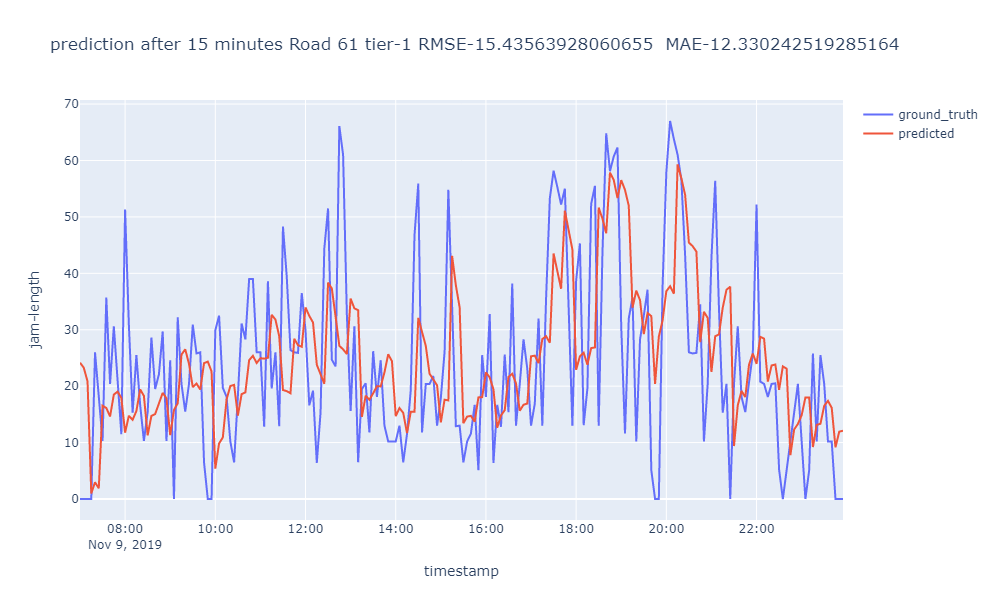 prediction after 15 minutes Road 61 tier-1 RMSE-15.43563928060655  MAE-12.330242519285164
ground_truth
predicted
70
60
50
40
30
20
10
0
jam-length
08:00 10:00 12:00 14:00 16:00 18:00 20:00 22:00
Nov 9, 2019
timestamp